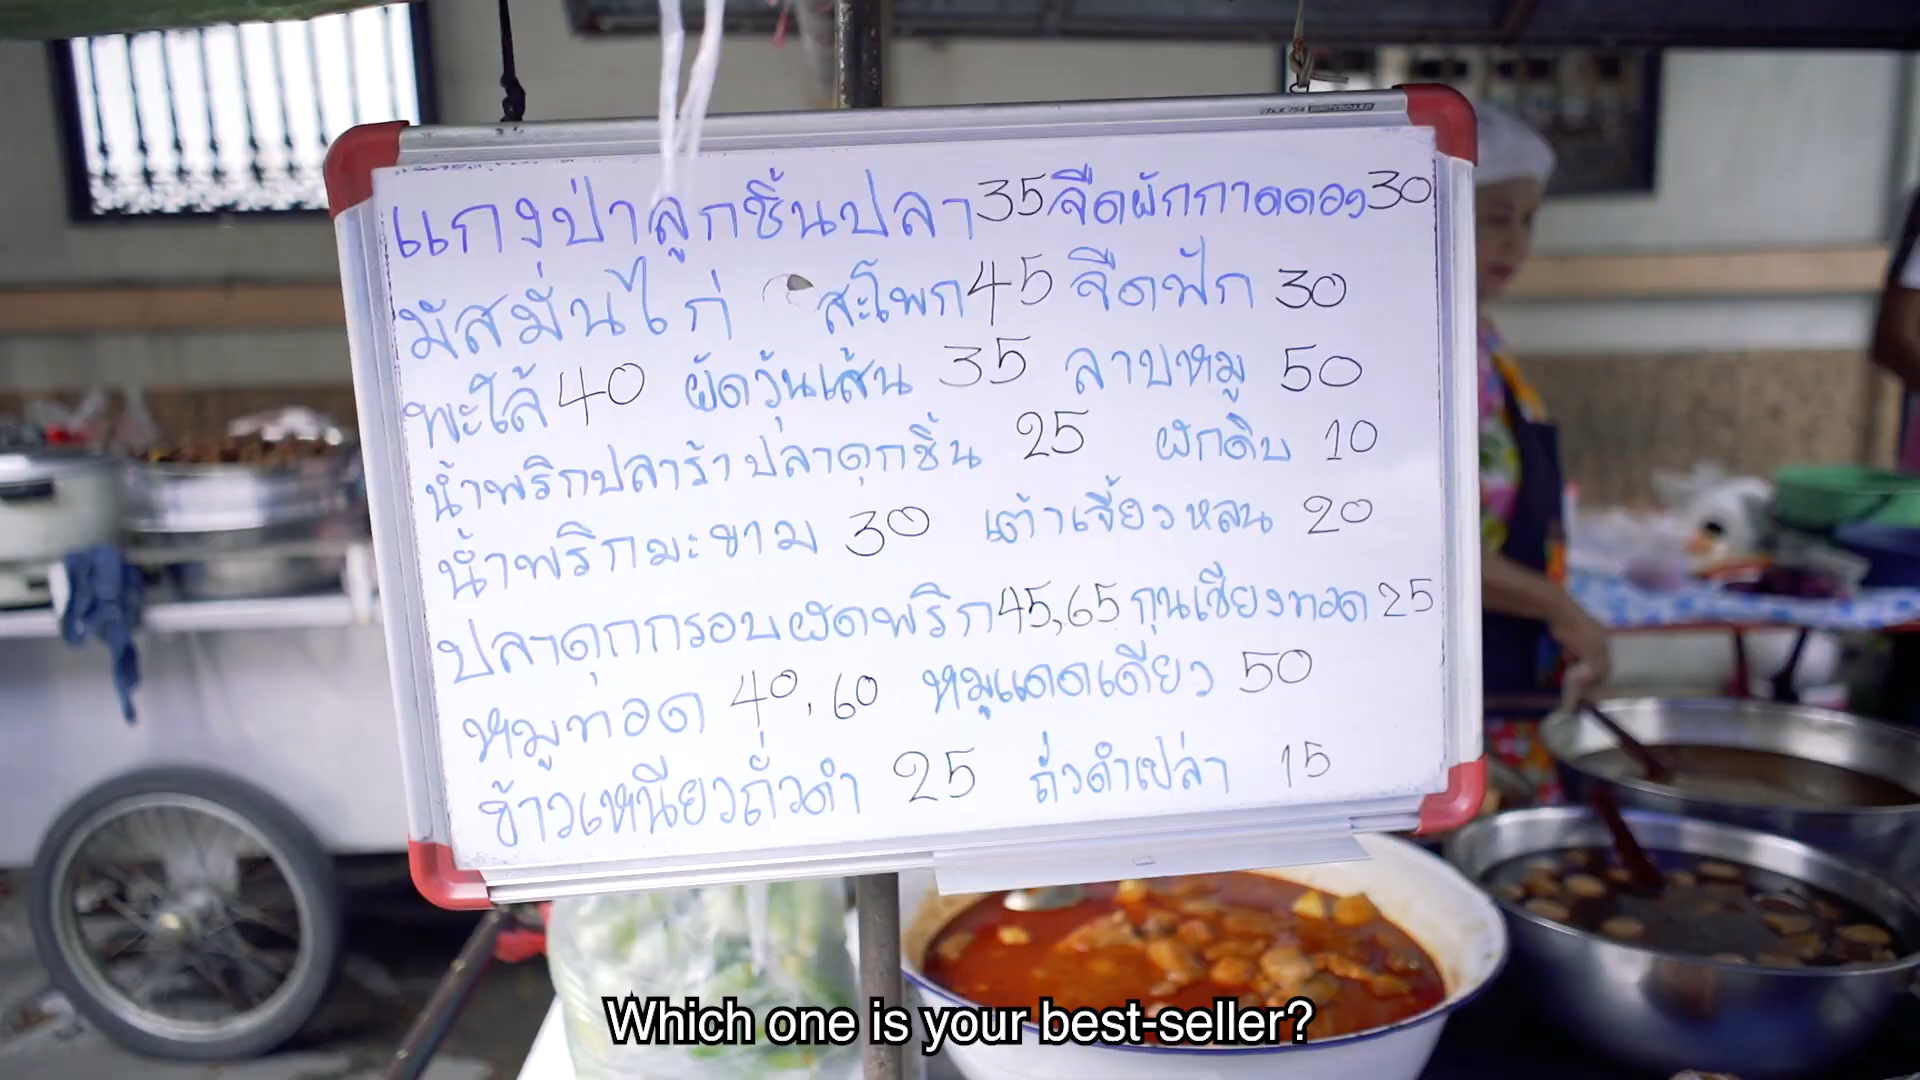 แกงป่าลูกชิ้นปลา 35 จืดผักกาดดอง 30
มัสมั่นไก่ สะโพก 45 จืดฟัก 30
พะโล้ 40 ผัดวุ้นเส้น 35 ลาบหมู 50
น้ำพริกปลาร้าปลาดุกชิ้น 25 ผักดิบ 10
น้ำพริกมะขาม 30 เต้าเจี้ยวหลน 20
ปลาดุกกรอบผัดพริก 45,65 กุนเชียงทอด 25
หมูทอด 40,60 หมูแดดเดียว 50
ข้าวเหนียวถั่วดำ 25 ถั่วดำเปล่า 15
Which one is your best-seller?